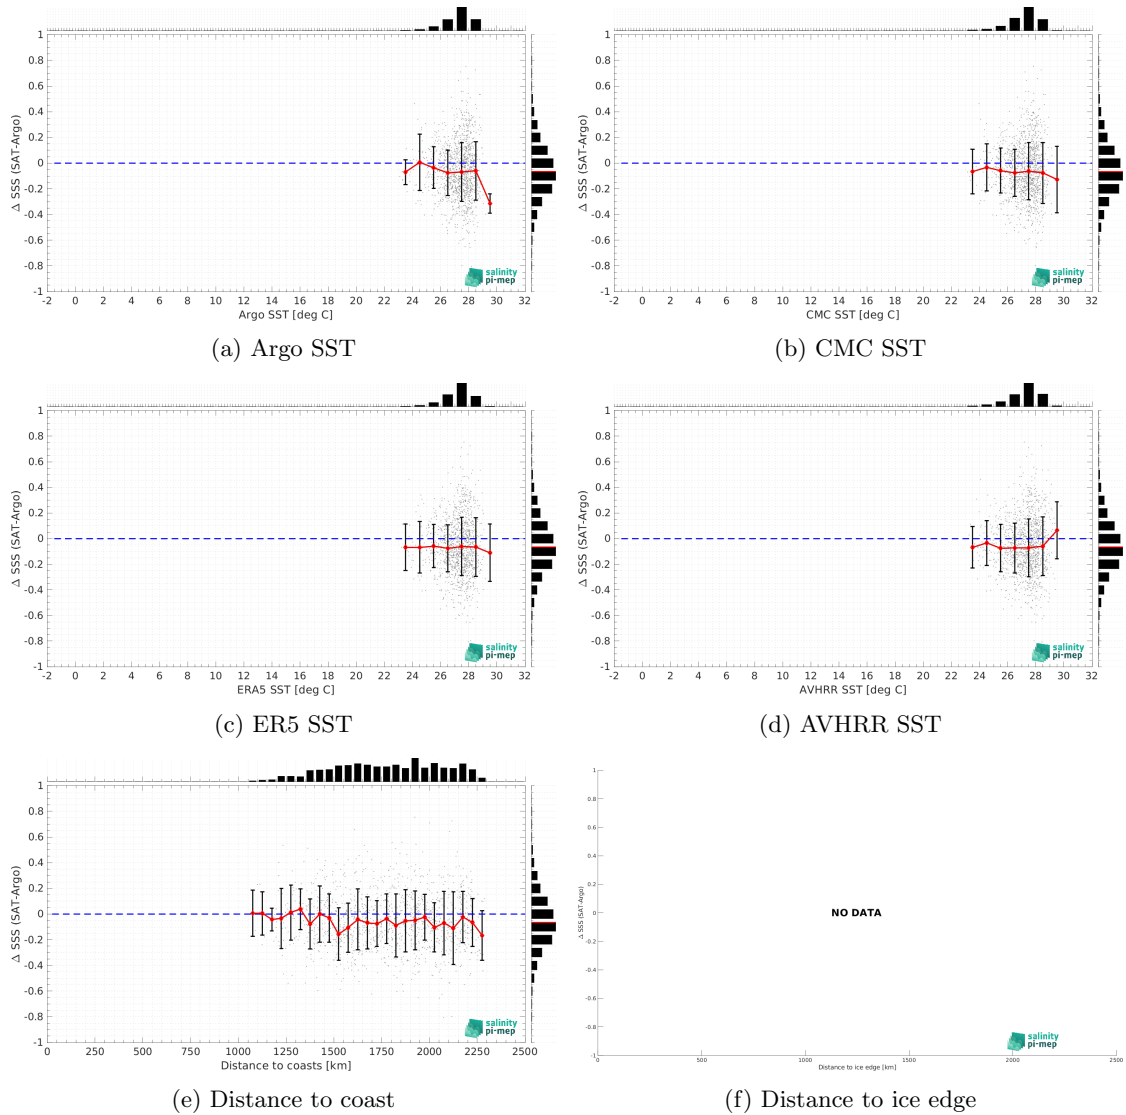 1
0.8
0.6
0.4
0.2
0
-0.2
-0.4
-0.6
-0.8
-1
Δ SSS (SAT-Argo)
salinity
pi-mep
-2 0 2 4 6 8 10 12 14 16 18 20 22 24 26 28 30 32
Argo SST [deg C]
(a) Argo SST
1
0.8
0.6
0.4
0.2
0
-0.2
-0.4
-0.6
-0.8
-1
Δ SSS (SAT-Argo)
salinity
pi-mep
-2 0 2 4 6 8 10 12 14 16 18 20 22 24 26 28 30 32
CMC SST [deg C]
(b) CMC SST
1
0.8
0.6
0.4
0.2
0
-0.2
-0.4
-0.6
-0.8
-1
Δ SSS (SAT-Argo)
salinity
pi-mep
-2 0 2 4 6 8 10 12 14 16 18 20 22 24 26 28 30 32
ERA5 SST [deg C]
(c) ER5 SST
1
0.8
0.6
0.4
0.2
0
-0.2
-0.4
-0.6
-0.8
-1
Δ SSS (SAT-Argo)
salinity
pi-mep
-2 0 2 4 6 8 10 12 14 16 18 20 22 24 26 28 30 32
AVHRR SST [deg C]
(d) AVHRR SST
1
0.8
0.6
0.4
0.2
0
-0.2
-0.4
-0.6
-0.8
-1
Δ SSS (SAT-Argo)
salinity
pi-mep
0 250 500 750 1000 1250 1500 1750 2000 2250 2500
Distance to coasts [km]
(e) Distance to coast
1
0.8
0.6
0.4
0.2
0
-0.2
-0.4
-0.6
-0.8
-1
Δ SSS (SAT-Argo)
NO DATA
salinity
pi-mep
0 500 1000 1500 2000 2500
Distance to ice edge [km]
(f) Distance to ice edge